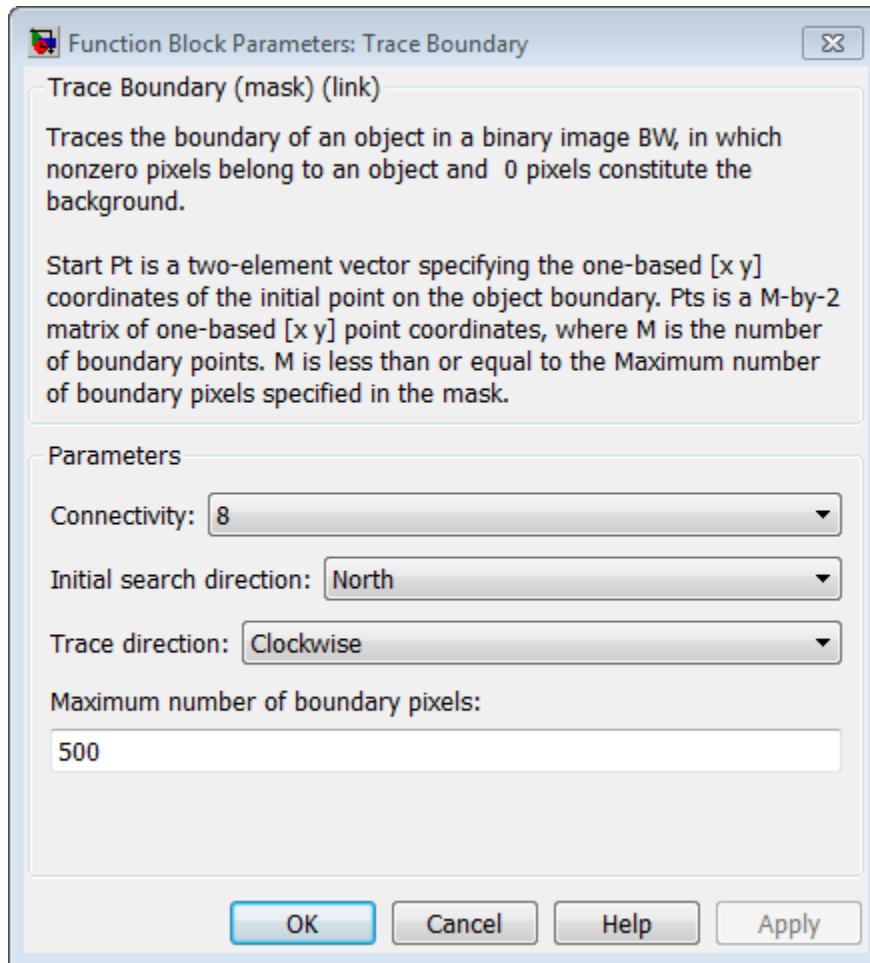 Function Block Parameters: Trace Boundary
Trace Boundary (mask) (link)
Traces the boundary of an object in a binary image BW, in which
nonzero pixels belong to an object and  0 pixels constitute the
background.
Start Pt is a two-element vector specifying the one-based [x y]
coordinates of the initial point on the object boundary. Pts is a M-by-2
matrix of one-based [x y] point coordinates, where M is the number
of boundary points. M is less than or equal to the Maximum number
of boundary pixels specified in the mask.
Parameters
Connectivity: 8
Initial search direction: North
Trace direction: Clockwise
Maximum number of boundary pixels:
500
OK Cancel Help Apply